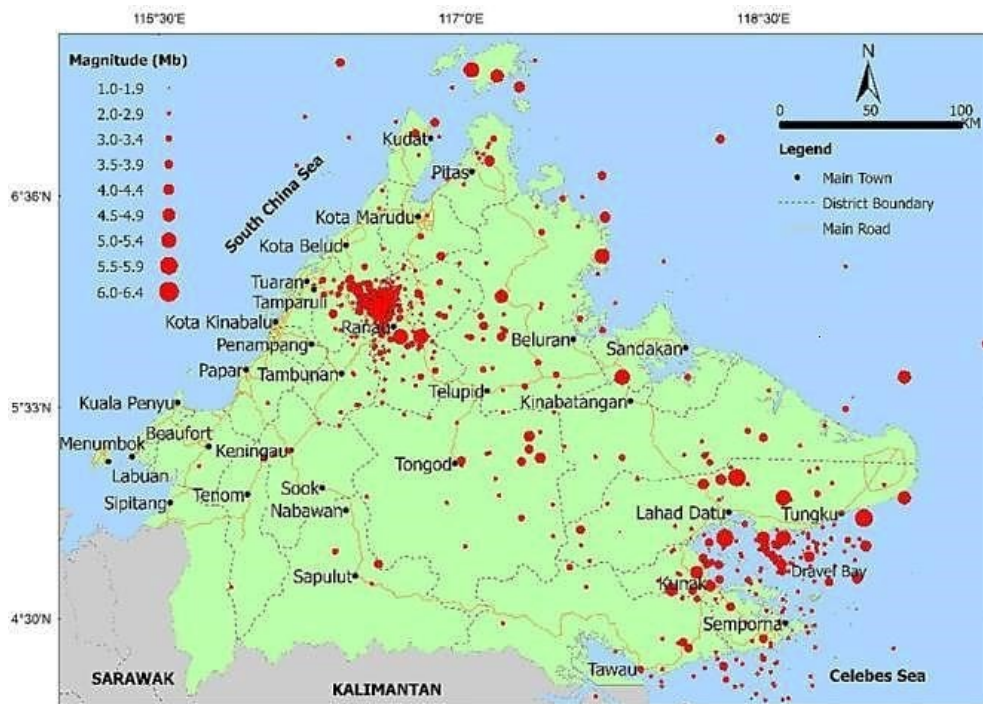 115°30'E 117°0'E 118°30'E
Magnitude (Mb)
1.0-1.9
2.0-2.9
3.0-3.4
3.5-3.9
4.0-4.4
4.5-4.9
5.0-5.4
5.5-5.9
6.0-6.4
N
0 50 100
KM
Legend
Main Town
District Boundary
Main Road
6°36'N
5°33'N
4°30'N
South China Sea
Kudat
Pitas
Kota Marudu
Kota Belud
Tuaran
Tamparuli
Kota Kinabalu
Ranau
Penampang
Beluran
Sandakan
Papar
Tambunan
Telupid
Kinabatangan
Kuala Penyu
Beaufort
Menumbok
Keningau
Tongod
Labuan
Sipitang
Tenom
Sook
Nabawan
Lahad Datu
Tungku
Sapulut
Kunak
Dravel Bay
Semporna
Tawau
SARAWAK
KALIMANTAN
Celebes Sea